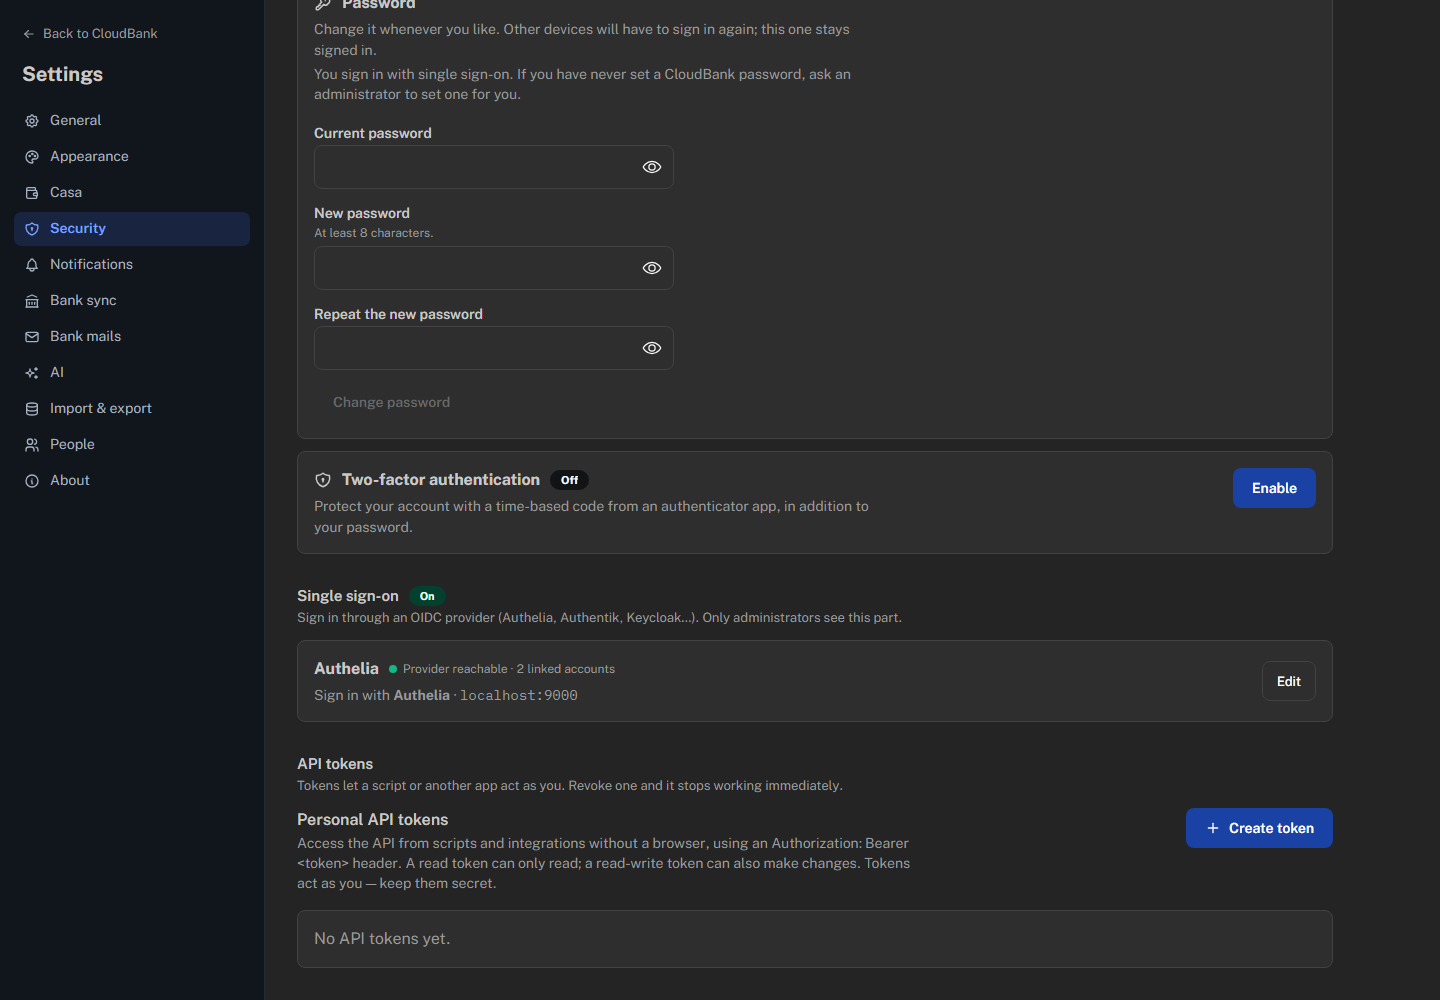 Back to CloudBank
Settings
General
Appearance
Casa
Security
Notifications
Bank sync
Bank mails
AI
Import & export
People
About
Password
Change it whenever you like. Other devices will have to sign in again; this one stays
signed in.
You sign in with single sign-on. If you have never set a CloudBank password, ask an
administrator to set one for you.
Current password
New password
At least 8 characters.
Repeat the new password
Change password
Two-factor authentication Off
Enable
Protect your account with a time-based code from an authenticator app, in addition to
your password.
Single sign-on On
Sign in through an OIDC provider (Authelia, Authentik, Keycloak...). Only administrators see this part.
Authelia Provider reachable · 2 linked accounts
Sign in with Authelia · localhost:9000
Edit
API tokens
Tokens let a script or another app act as you. Revoke one and it stops working immediately.
Personal API tokens
Create token
Access the API from scripts and integrations without a browser, using an Authorization: Bearer
<token> header. A read token can only read; a read-write token can also make changes. Tokens
act as you — keep them secret.
No API tokens yet.